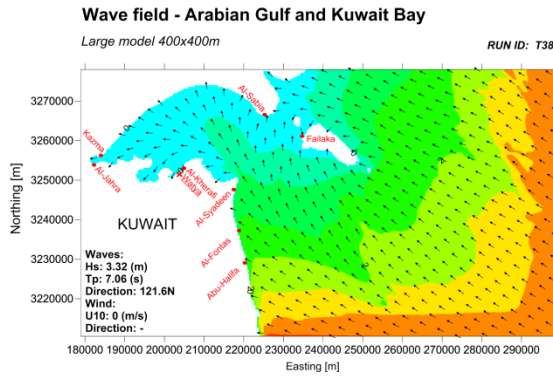 Wave field - Arabian Gulf and Kuwait Bay
Large model 400x400m
RUN ID: T38
Northing [m]
3270000
3260000
3250000
3240000
3230000
3220000
Al-Sabia
Kazma
Failaka
Al-Jahra
Al-Kherafi
Al-Syadeen
KUWAIT
Al-Fontas
Abu-Halifa
Waves:
Hs: 3.32 (m)
Tp: 7.06 (s)
Direction: 121.6N
Wind:
U10: 0 (m/s)
Direction: -
180000 190000 200000 210000 220000 230000 240000 250000 260000 270000 280000 290000
Easting [m]